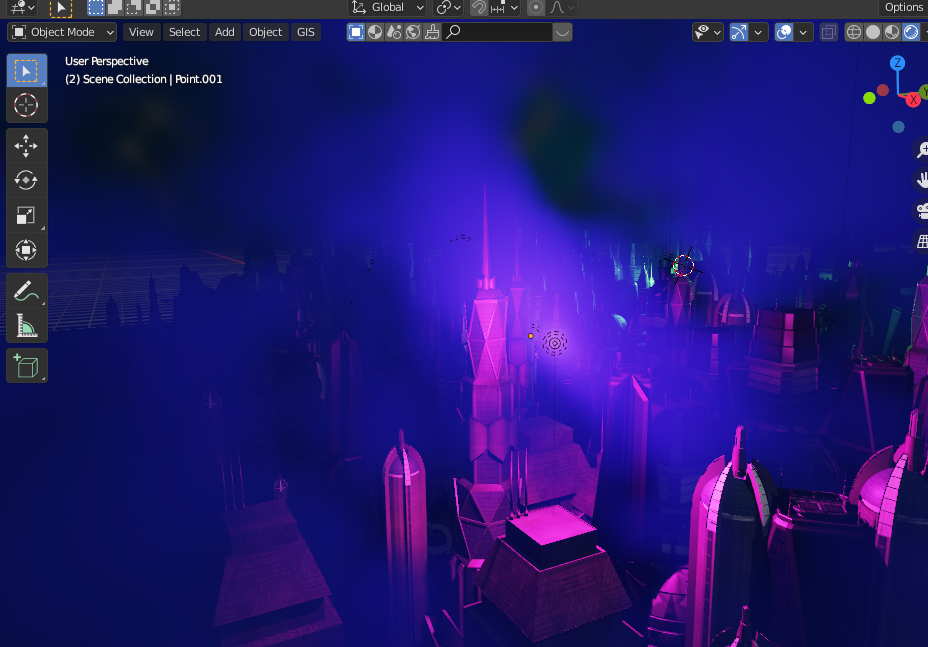 Global
Options
Object Mode View Select Add Object GIS
User Perspective
(2) Scene Collection | Point.001
Z
Y
X